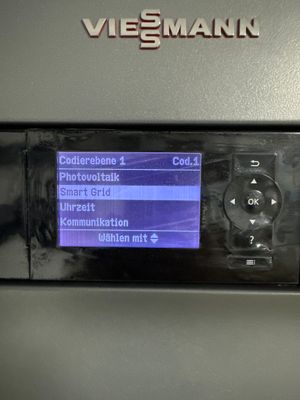 VIESSMANN
Codierebene 1 Cod.1
Photovoltaik
Smart Grid
Uhrzeit
Kommunikation
Wählen mit
OK
?